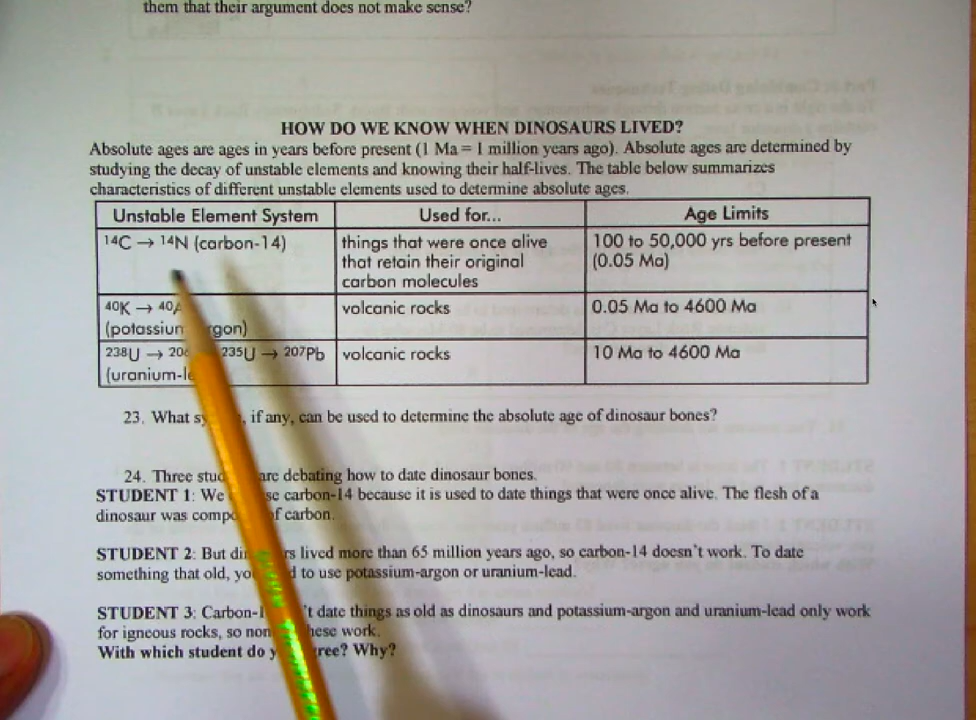 them that their argument does not make sense?
HOW DO WE KNOW WHEN DINOSAURS LIVED?
Absolute ages are ages in years before present (1 Ma = 1 million years ago). Absolute ages are determined by
studying the decay of unstable elements and knowing their half-lives. The table below summarizes
characteristics of different unstable elements used to determine absolute ages.
Unstable Element System Used for... Age Limits
¹⁴C → ¹⁴N (carbon-14) things that were once alive 100 to 50,000 yrs before present
that retain their original (0.05 Ma)
carbon molecules
⁴⁰K → ⁴⁰ volcanic rocks 0.05 Ma to 4600 Ma
(potassiu rgon)
²³⁸U → ²⁰ ²³⁵U → ²⁰⁷Pb volcanic rocks 10 Ma to 4600 Ma
(uranium-l
23. What , if any, can be used to determine the absolute age of dinosaur bones?
24. Three are debating how to date dinosaur bones.
STUDENT 1: We carbon-14 because it is used to date things that were once alive. The flesh of a
dinosaur was of carbon.
STUDENT 2: But lived more than 65 million years ago, so carbon-14 doesn't work. To date
something that old, to use potassium-argon or uranium-lead.
STUDENT 3: date things as old as dinosaurs and potassium-argon and uranium-lead only work
for igneous rocks, so work.
With which student do Why?